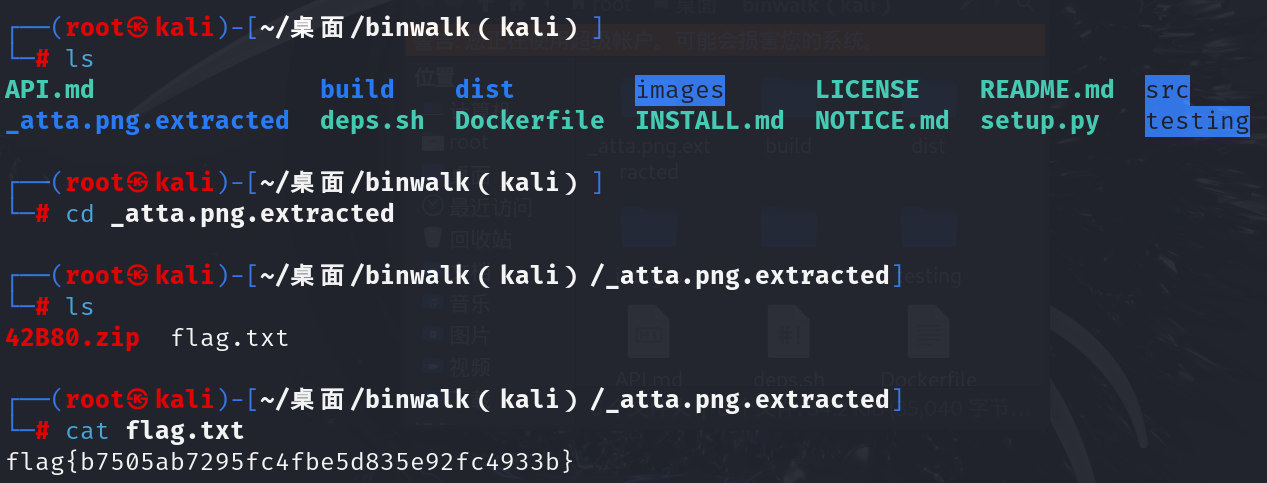 ┌──(root㉿kali)-[~/桌面/binwalk(kali)]
└─# ls
API.md build dist images LICENSE README.md src
_atta.png.extracted deps.sh Dockerfile INSTALL.md NOTICE.md setup.py testing
┌──(root㉿kali)-[~/桌面/binwalk(kali)]
└─# cd _atta.png.extracted
┌──(root㉿kali)-[~/桌面/binwalk(kali)/_atta.png.extracted]
└─# ls
42B80.zip flag.txt
┌──(root㉿kali)-[~/桌面/binwalk(kali)/_atta.png.extracted]
└─# cat flag.txt
flag{b7505ab7295fc4fbe5d835e92fc4933b}